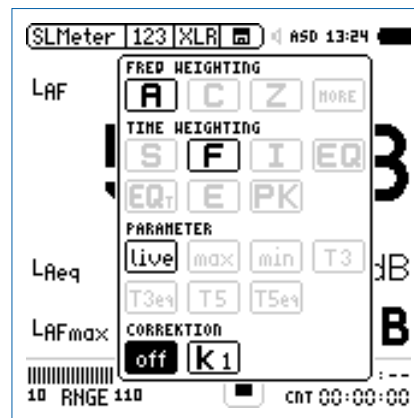 SLMeter 123 XLR ASD 13:24
LAF
FREQ WEIGHTING
A C Z MORE
TIME WEIGHTING
S F I EQ
EQT E PK
PARAMETER
live max min T3
T3eq T5 T5eq
LAeq dB
LAFmax B
CORREKTION
off k1
10 RNGE 110 CNT 00:00:00